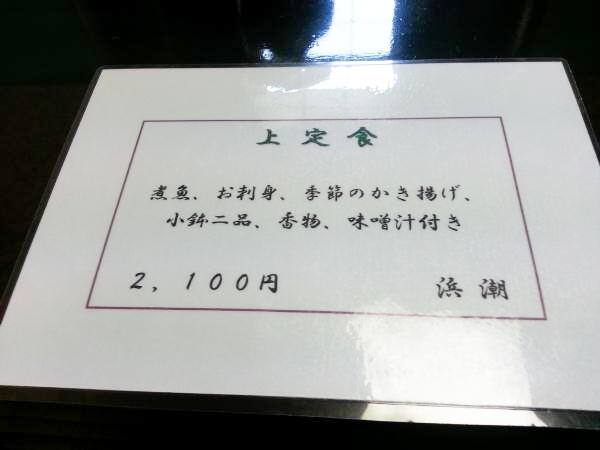 上定食
煮魚、お刺身、季節のかき揚げ、
小鉢二品、香物、味噌汁付き
２，１００円 浜潮